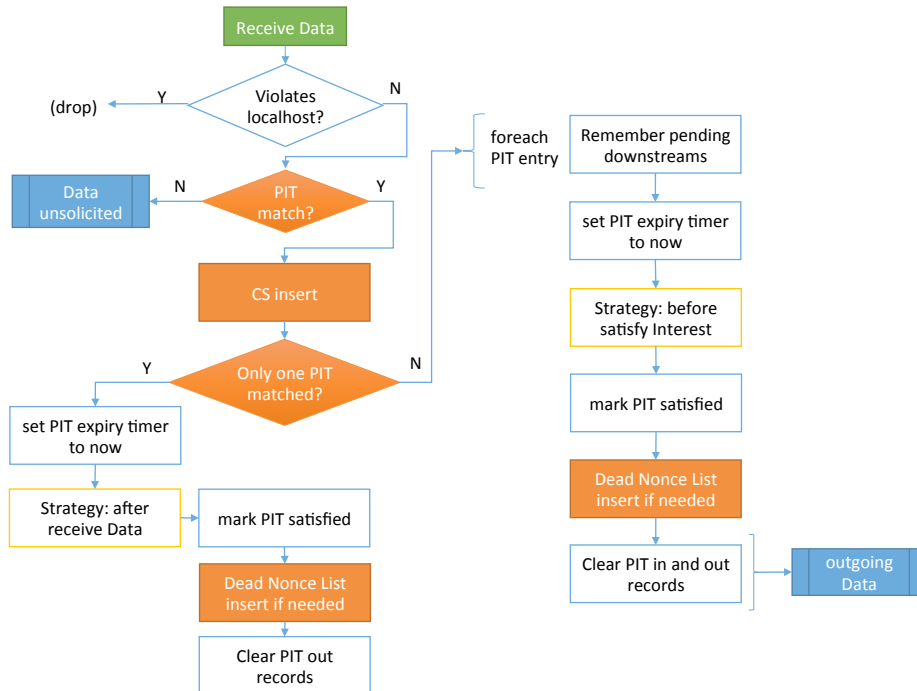 Receive Data
Violates
localhost?
Y
N
(drop)
PIT
match?
N
Y
Data
unsolicited
CS insert
Only one PIT
matched?
Y
N
set PIT expiry timer
to now
Strategy: after
receive Data
mark PIT satisfied
Dead Nonce List
insert if needed
Clear PIT out
records
foreach
PIT entry
Remember pending
downstreams
set PIT expiry timer
to now
Strategy: before
satisfy Interest
mark PIT satisfied
Dead Nonce List
insert if needed
Clear PIT in and out
records
outgoing
Data